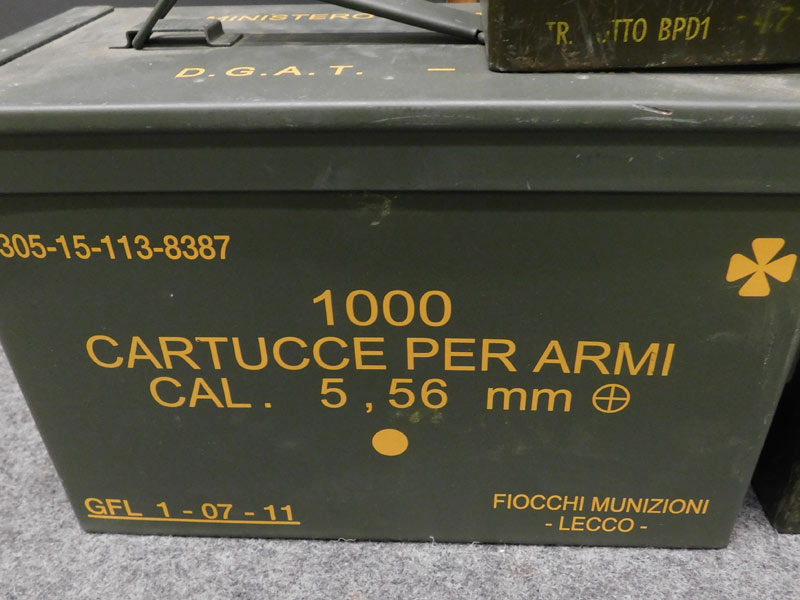 MINISTERO
BPD1
D.G.A.T. —
305-15-113-8387
1000
CARTUCCE PER ARMI
CAL. 5,56 mm
GFL 1-07-11
FIOCCHI MUNIZIONI
- LECCO -